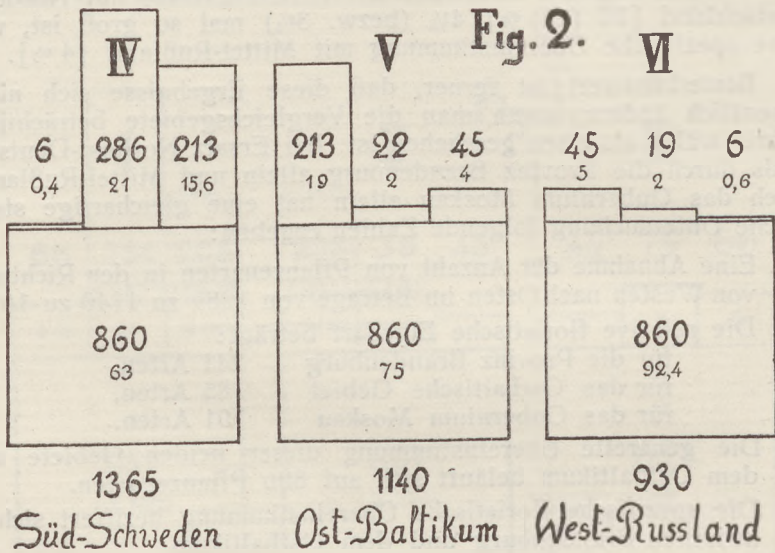 Fig 2.
IV V VI
6 286 213 213 22 45 45 19 6
0,4 21 15,6 19 2 4 5 2 0,6
860 860 860
63 75 92,4
1365 1140 930
Süd-Schweden Ost-Baltikum West-Russland